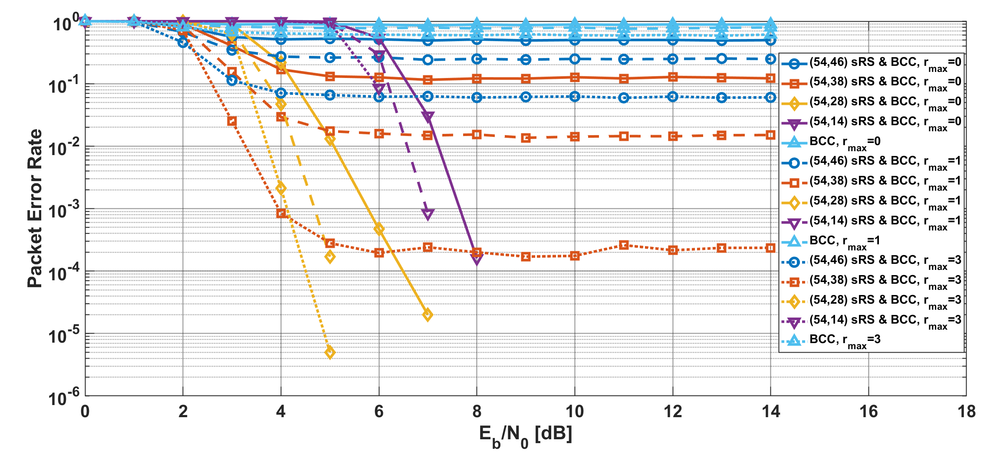 10^0
10^-1
10^-2
10^-3
10^-4
10^-5
10^-6
Packet Error Rate
0 2 4 6 8 10 12 14 16 18
E_b/N_0 [dB]
(54,46) sRS & BCC, r_max=0
(54,38) sRS & BCC, r_max=0
(54,28) sRS & BCC, r_max=0
(54,14) sRS & BCC, r_max=0
BCC, r_max=0
(54,46) sRS & BCC, r_max=1
(54,38) sRS & BCC, r_max=1
(54,28) sRS & BCC, r_max=1
(54,14) sRS & BCC, r_max=1
BCC, r_max=1
(54,46) sRS & BCC, r_max=3
(54,38) sRS & BCC, r_max=3
(54,28) sRS & BCC, r_max=3
(54,14) sRS & BCC, r_max=3
BCC, r_max=3